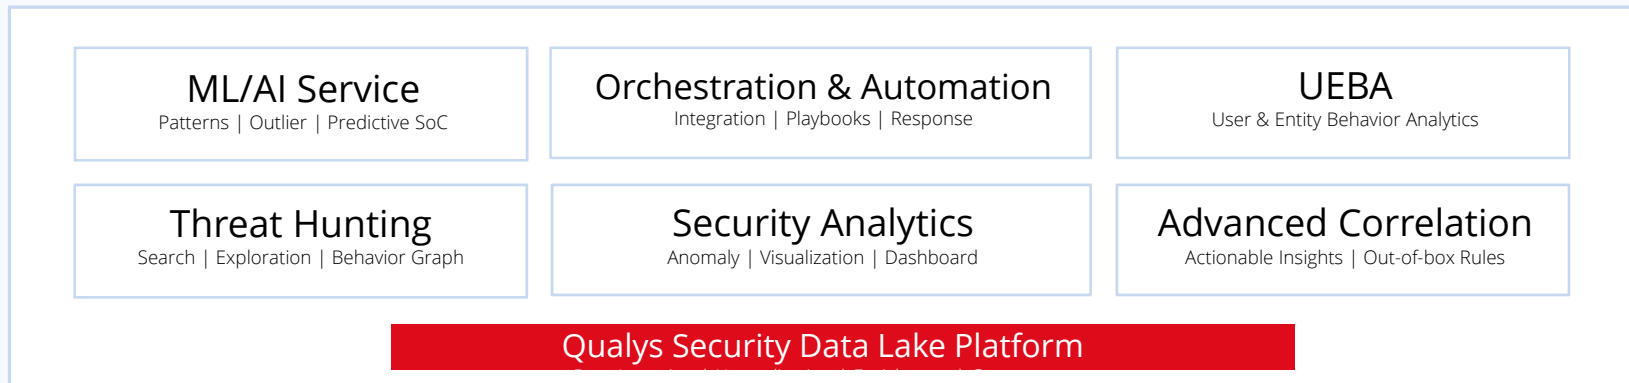 ML/AI Service
Patterns | Outlier | Predictive SoC
Orchestration & Automation
Integration | Playbooks | Response
UEBA
User & Entity Behavior Analytics
Threat Hunting
Search | Exploration | Behavior Graph
Security Analytics
Anomaly | Visualization | Dashboard
Advanced Correlation
Actionable Insights | Out-of-box Rules
Qualys Security Data Lake Platform